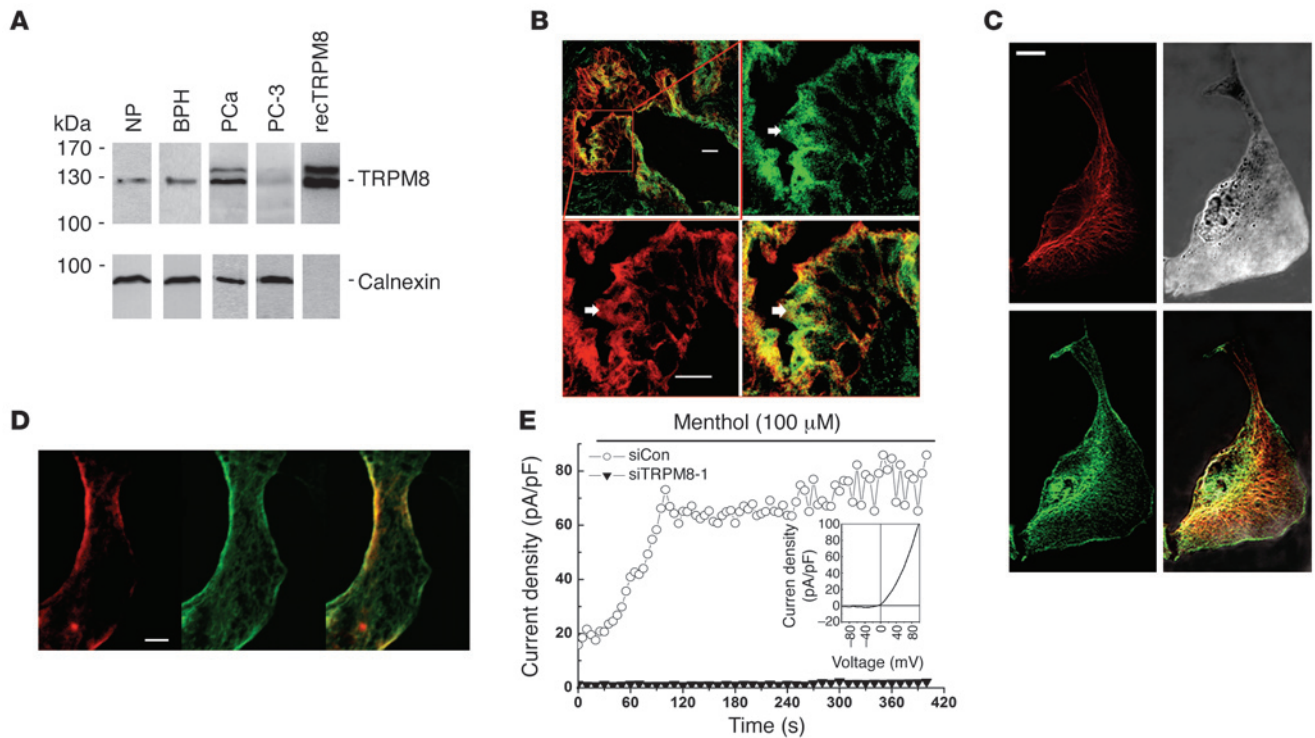 A
kDa
NP
BPH
PCa
PC-3
recTRPM8
170 -
130 -
100 -
- TRPM8
100 -
- Calnexin
B
C
D
E
Menthol (100 μM)
siCon
siTRPM8-1
Current density (pA/pF)
80
60
40
20
0
0 60 120 180 240 300 360 420
Time (s)
Curren density
(pA/pF)
100
80
60
40
20
0
−20
−80
−40
0
40
80
Voltage (mV)